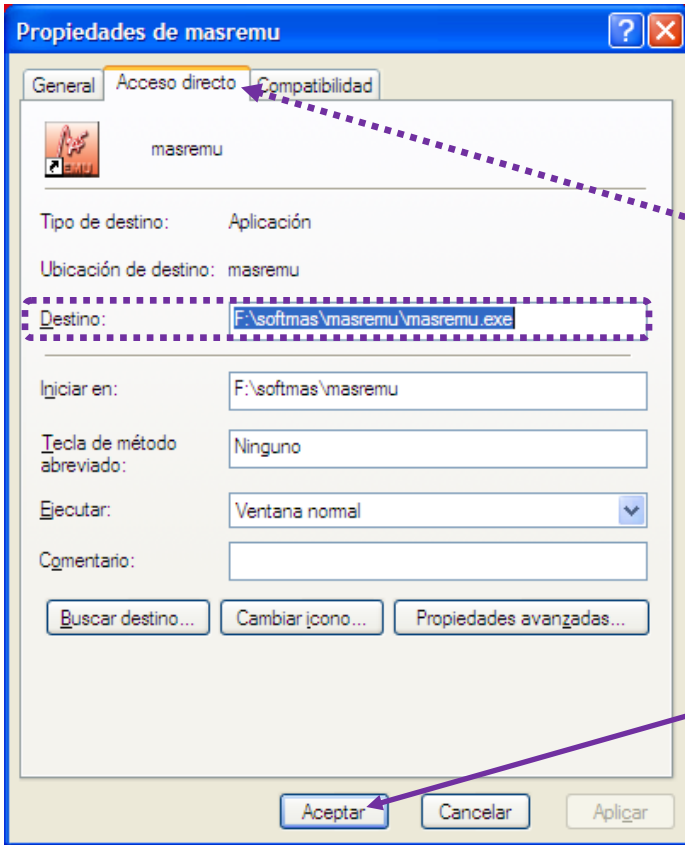 Propiedades de masremu
General Acceso directo Compatibilidad
EMU
masremu
Tipo de destino: Aplicación
Ubicación de destino: masremu
Destino: F:\softmas\masremu\masremu.exe
Iniciar en: F:\softmas\masremu
Tecla de método
abreviado: Ninguno
Ejecutar: Ventana normal
Comentario:
Buscar destino... Cambiar icono... Propiedades avanzadas...
Aceptar Cancelar Aplicar